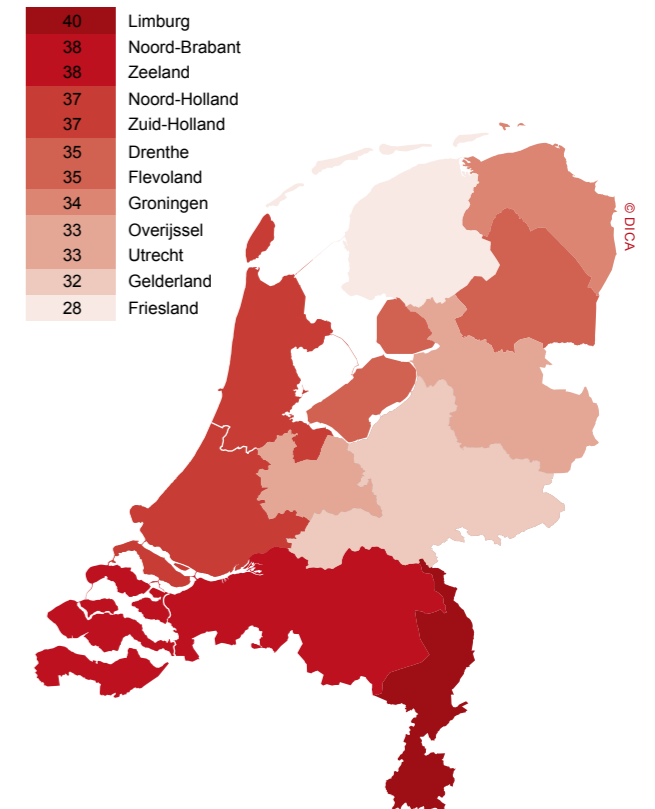 40 Limburg
38 Noord-Brabant
38 Zeeland
37 Noord-Holland
37 Zuid-Holland
35 Drenthe
35 Flevoland
34 Groningen
33 Overijssel
33 Utrecht
32 Gelderland
28 Friesland
© DICA